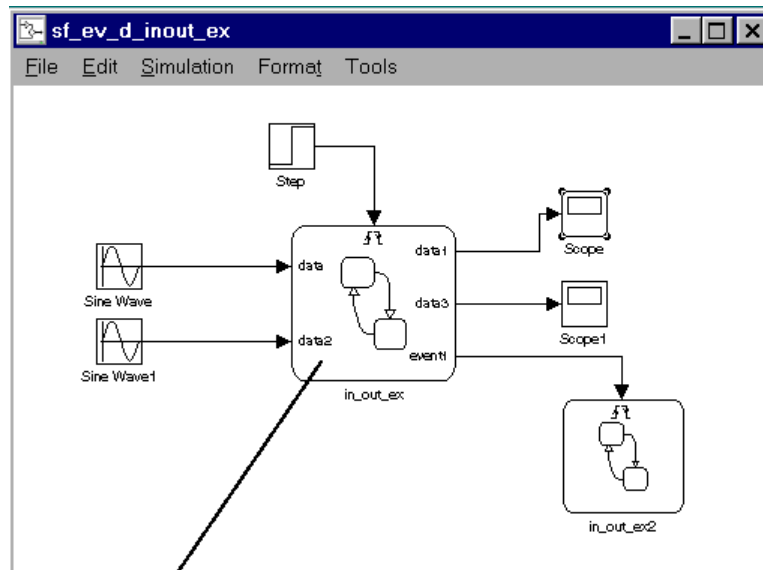 sf_ev_d_inout_ex
File Edit Simulation Format Tools
Step
data
data1
Scope
Sine Wave
data3
data2
Scope1
Sine Wave1
event1
in_out_ex
in_out_ex2